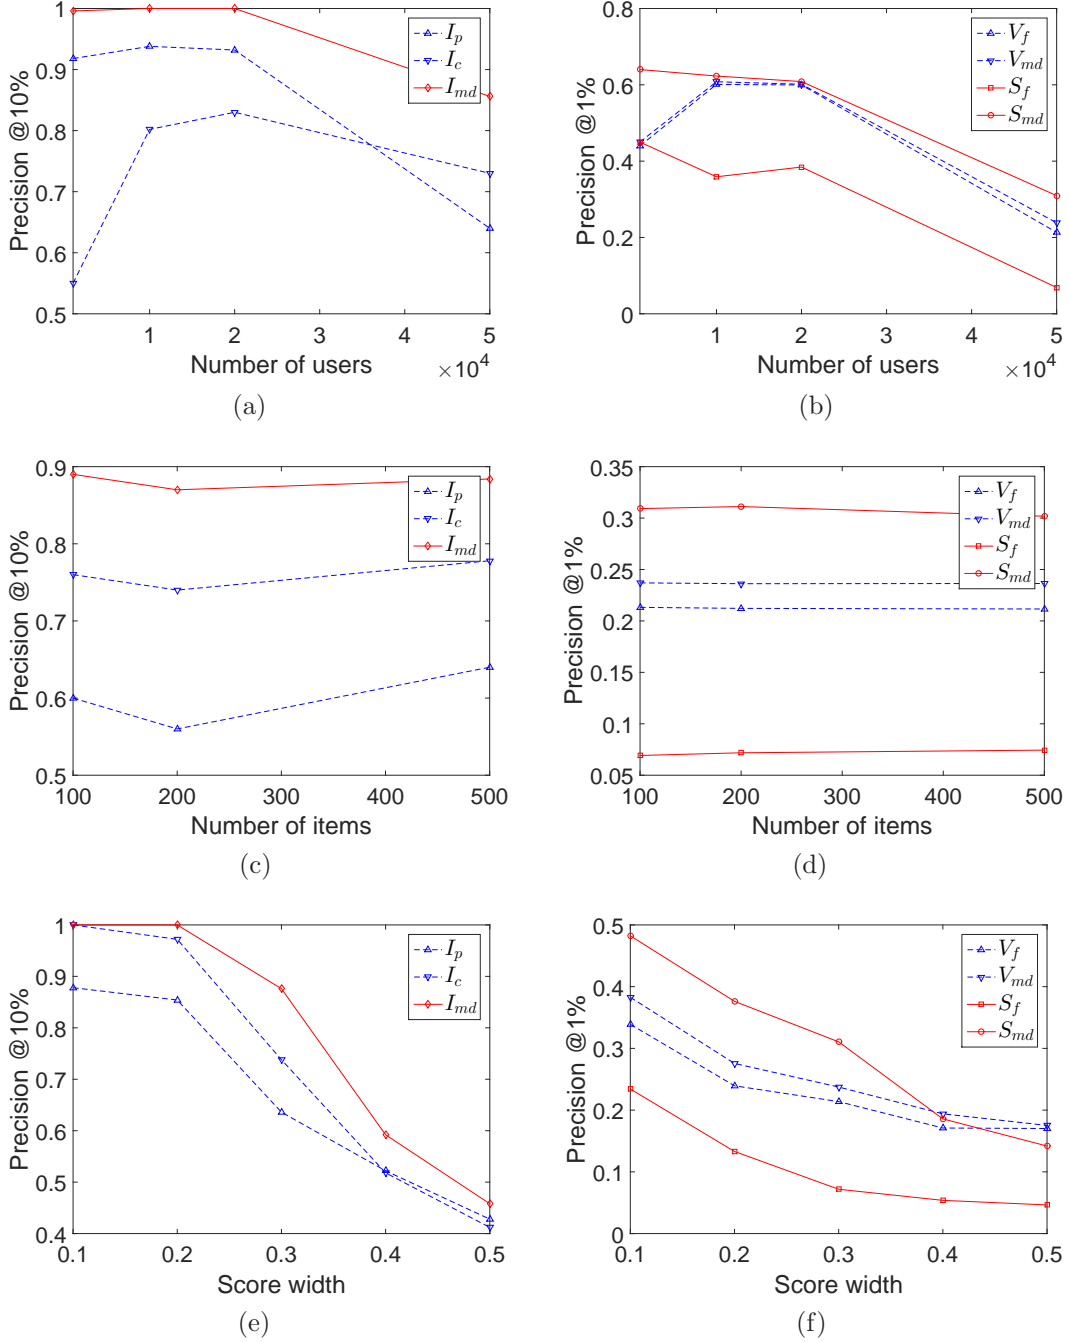 1
0.9
0.8
0.7
0.6
0.5
Precision @10%
1 2 3 4 5
Number of users
×10⁴
I_p
I_c
I_md
(a)
0.8
0.6
0.4
0.2
0
Precision @1%
1 2 3 4 5
Number of users
×10⁴
V_f
V_md
S_f
S_md
(b)
0.9
0.8
0.7
0.6
0.5
Precision @10%
100 200 300 400 500
Number of items
I_p
I_c
I_md
(c)
0.35
0.3
0.25
0.2
0.15
0.1
0.05
Precision @1%
100 200 300 400 500
Number of items
V_f
V_md
S_f
S_md
(d)
1
0.9
0.8
0.7
0.6
0.5
0.4
Precision @10%
0.1 0.2 0.3 0.4 0.5
Score width
I_p
I_c
I_md
(e)
0.5
0.4
0.3
0.2
0.1
0
Precision @1%
0.1 0.2 0.3 0.4 0.5
Score width
V_f
V_md
S_f
S_md
(f)